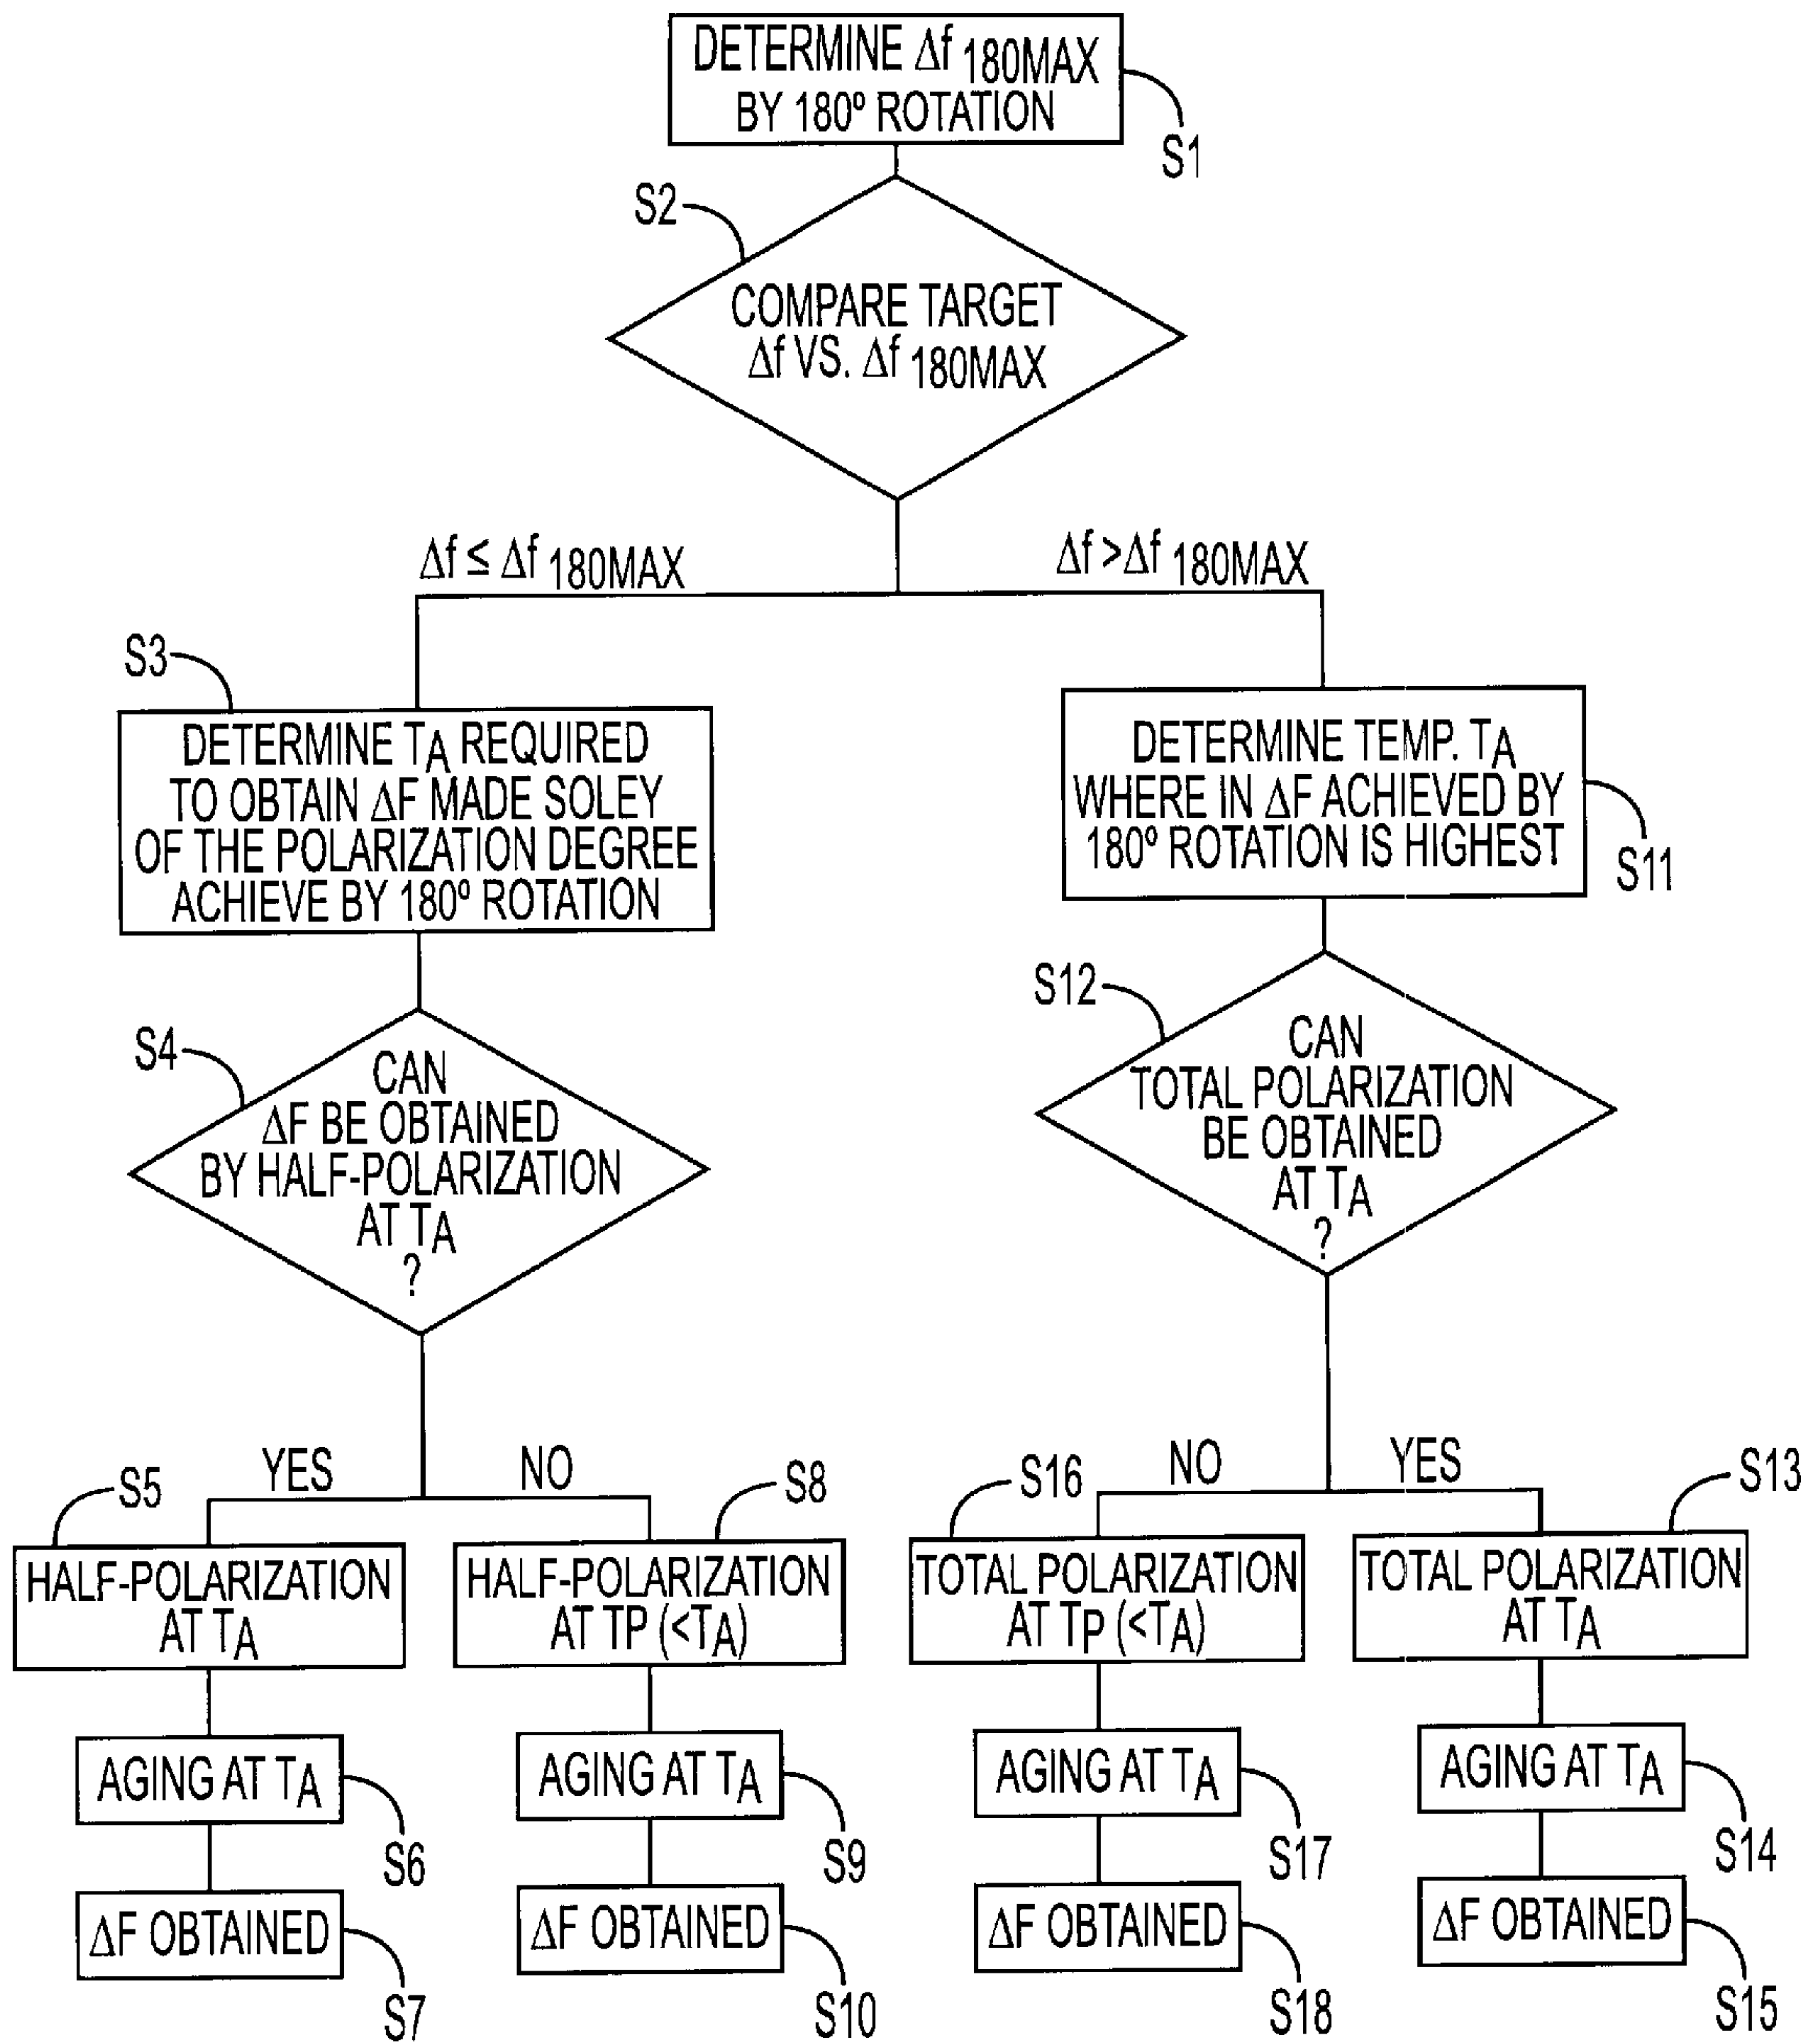 DETERMINE Δf 180MAX
BY 180º ROTATION
S1
S2
COMPARE TARGET
Δf VS. Δf 180MAX
Δf ≤ Δf 180MAX
Δf >Δf 180MAX
S3
DETERMINE TA REQUIRED
TO OBTAIN ΔF MADE SOLEY
OF THE POLARIZATION DEGREE
ACHIEVE BY 180º ROTATION
DETERMINE TEMP. TA
WHERE IN ΔF ACHIEVED BY
180º ROTATION IS HIGHEST
S11
S4
CAN
ΔF BE OBTAINED
BY HALF-POLARIZATION
AT TA
?
S12
CAN
TOTAL POLARIZATION
BE OBTAINED
AT TA
?
YES
NO
NO
YES
S5
HALF-POLARIZATION
AT TA
S8
HALF-POLARIZATION
AT TP (<TA)
S16
TOTAL POLARIZATION
AT TP (<TA)
S13
TOTAL POLARIZATION
AT TA
AGING AT TA
S6
AGING AT TA
S9
AGING AT TA
S17
AGING AT TA
S14
ΔF OBTAINED
S7
ΔF OBTAINED
S10
ΔF OBTAINED
S18
ΔF OBTAINED
S15